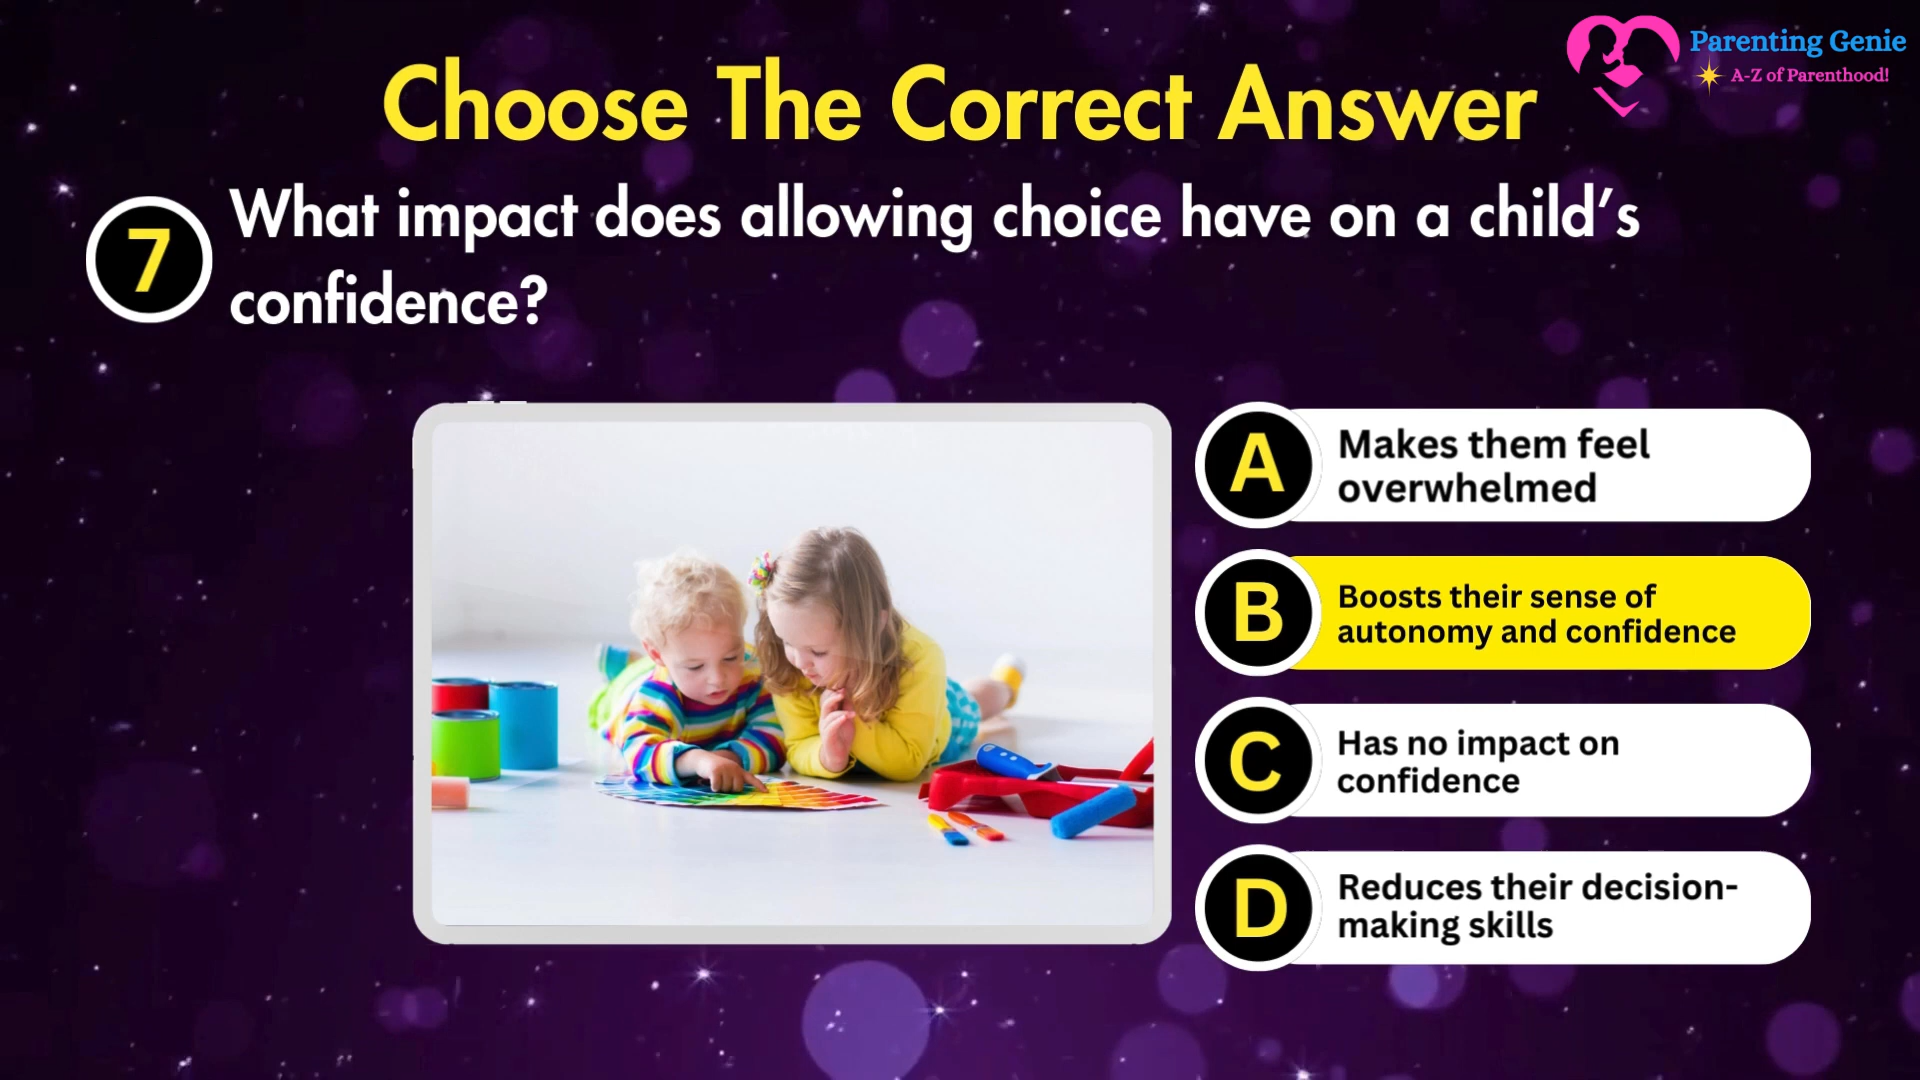 Parenting Genie
A-Z of Parenthood!
Choose The Correct Answer
7
What impact does allowing choice have on a child’s
confidence?
A
Makes them feel
overwhelmed
B
Boosts their sense of
autonomy and confidence
C
Has no impact on
confidence
D
Reduces their decision-
making skills